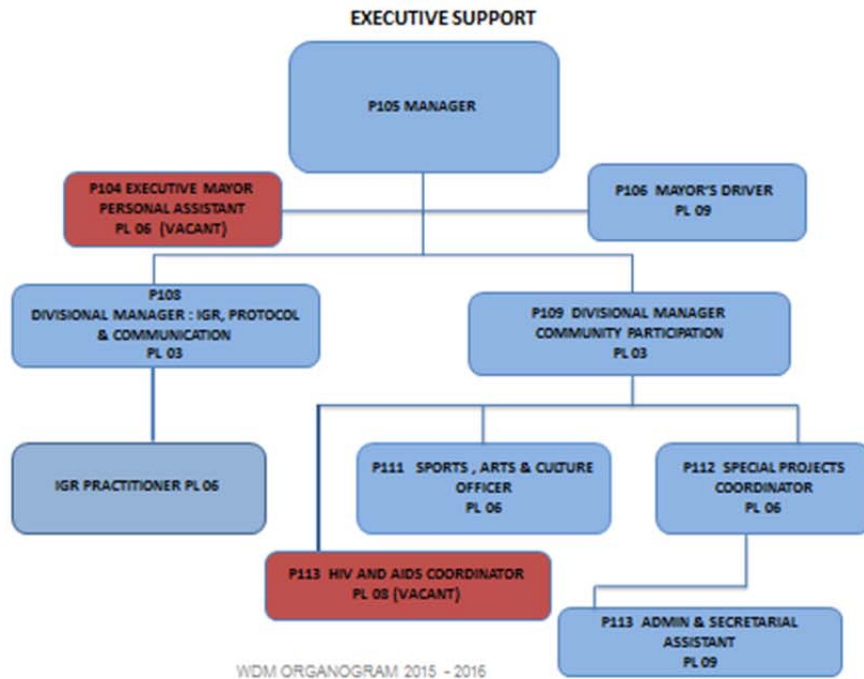 EXECUTIVE SUPPORT
P105 MANAGER
P104 EXECUTIVE MAYOR
PERSONAL ASSISTANT
PL 06 (VACANT)
P106 MAYOR'S DRIVER
PL 09
P108
DIVISIONAL MANAGER : IGR, PROTOCOL
& COMMUNICATION
PL 03
P109 DIVISIONAL MANAGER
COMMUNITY PARTICIPATION
PL 03
IGR PRACTITIONER PL 06
P111 SPORTS , ARTS & CULTURE
OFFICER
PL 06
P112 SPECIAL PROJECTS
COORDINATOR
PL 06
P113 HIV AND AIDS COORDINATOR
PL 08 (VACANT)
P113 ADMIN & SECRETARIAL
ASSISTANT
PL 09
WDM ORGANOGRAM 2015 - 2016